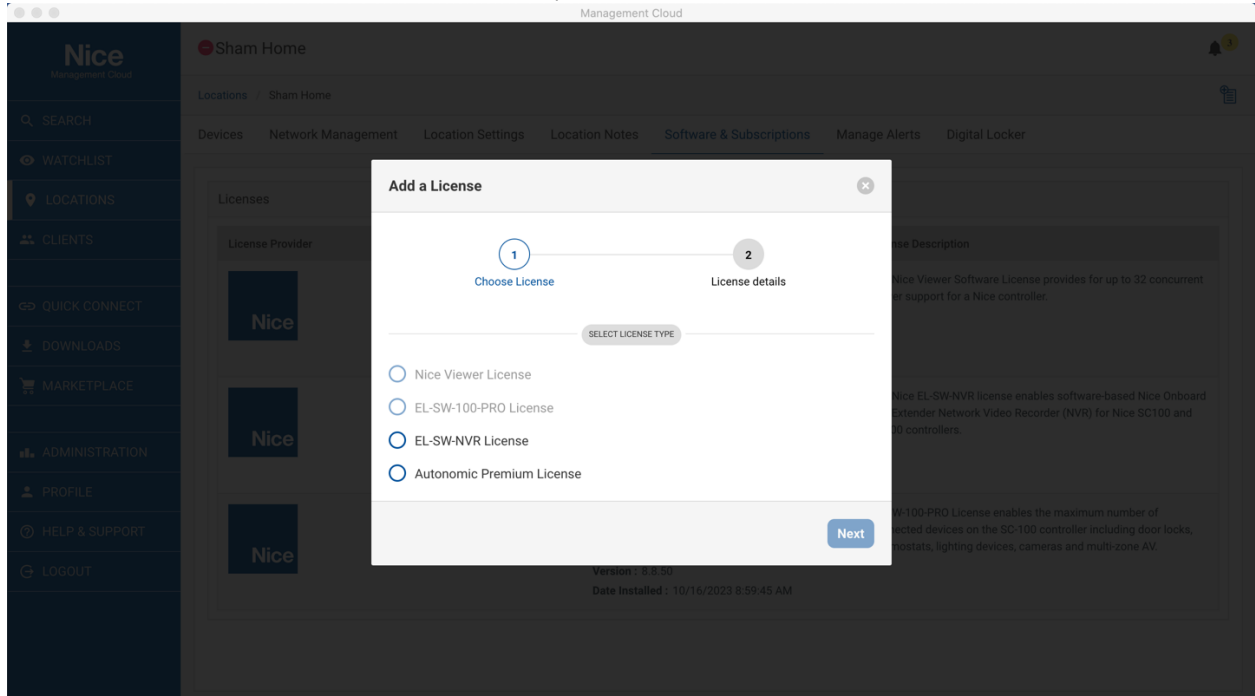 Management Cloud
Nice
Management Cloud
Sham Home
3
Locations / Sham Home
SEARCH
Devices Network Management Location Settings Location Notes Software & Subscriptions Manage Alerts Digital Locker
WATCHLIST
LOCATIONS
CLIENTS
QUICK CONNECT
DOWNLOADS
MARKETPLACE
ADMINISTRATION
PROFILE
HELP & SUPPORT
LOGOUT
Licenses
License Provider
nse Description
Nice
Nice Viewer Software License provides for up to 32 concurrent
er support for a Nice controller.
Nice
Nice EL-SW-NVR license enables software-based Nice Onboard
Extender Network Video Recorder (NVR) for Nice SC100 and
00 controllers.
Nice
W-100-PRO License enables the maximum number of
ected devices on the SC-100 controller including door locks,
mostats, lighting devices, cameras and multi-zone AV.
Version : 8.8.50
Date Installed : 10/16/2023 8:59:45 AM
Add a License
1
2
Choose License
License details
SELECT LICENSE TYPE
Nice Viewer License
EL-SW-100-PRO License
EL-SW-NVR License
Autonomic Premium License
Next